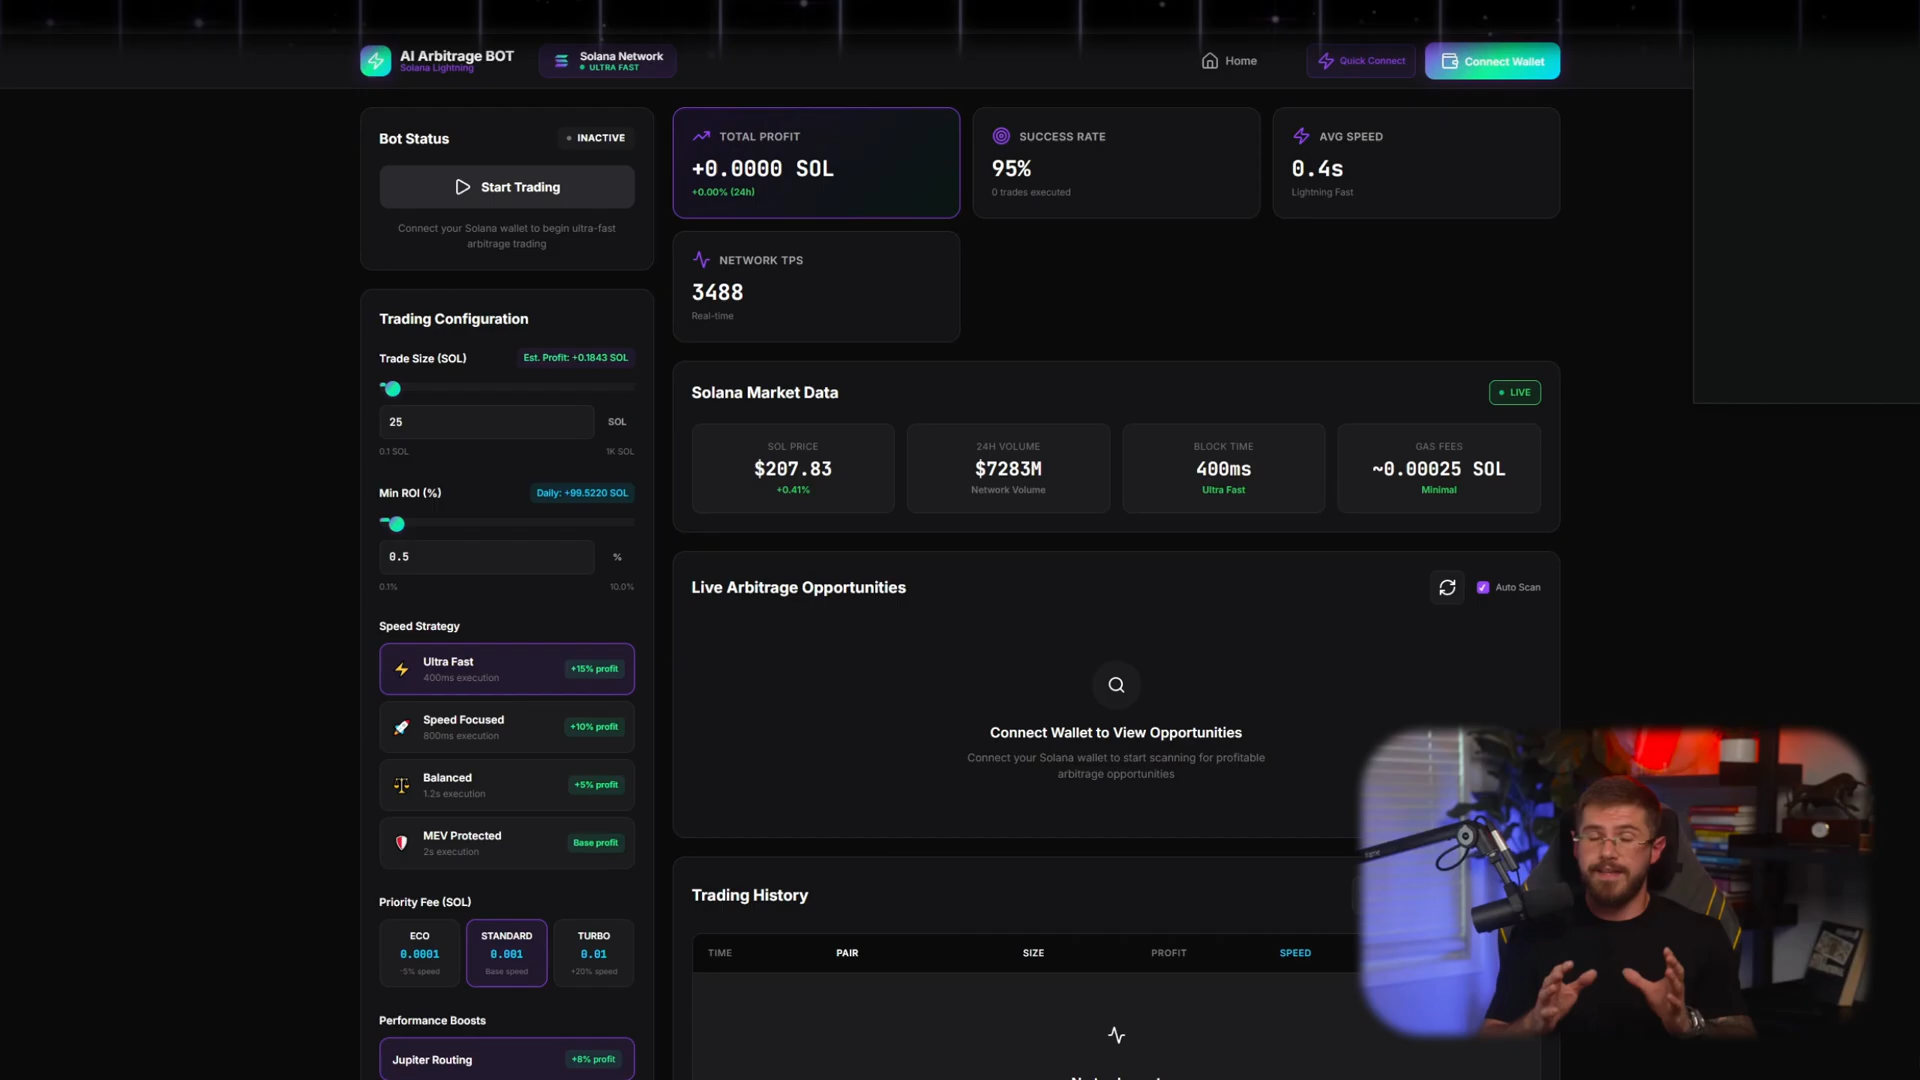 AI Arbitrage BOT
Solana Lightning
Solana Network
ULTRA FAST
Home
Quick Connect
Connect Wallet
Bot Status
INACTIVE
Start Trading
Connect your Solana wallet to begin ultra-fast
arbitrage trading
TOTAL PROFIT
+0.0000 SOL
+0.00% (24h)
SUCCESS RATE
95%
0 trades executed
AVG SPEED
0.4s
Lightning Fast
NETWORK TPS
3488
Real-time
Trading Configuration
Trade Size (SOL)
Est. Profit: +0.1843 SOL
25
SOL
0.1 SOL
1K SOL
Min ROI (%)
Daily: +99.5220 SOL
0.5
%
0.1%
10.0%
Speed Strategy
Ultra Fast
400ms execution
+15% profit
Speed Focused
800ms execution
+10% profit
Balanced
1.2s execution
+5% profit
MEV Protected
2s execution
Base profit
Priority Fee (SOL)
ECO
0.0001
-5% speed
STANDARD
0.001
Base speed
TURBO
0.01
+20% speed
Performance Boosts
Jupiter Routing
+8% profit
Solana Market Data
LIVE
SOL PRICE
$207.83
+0.41%
24H VOLUME
$7283M
Network Volume
BLOCK TIME
400ms
Ultra Fast
GAS FEES
~0.00025 SOL
Minimal
Live Arbitrage Opportunities
Auto Scan
Connect Wallet to View Opportunities
Connect your Solana wallet to start scanning for profitable
arbitrage opportunities
Trading History
TIME
PAIR
SIZE
PROFIT
SPEED